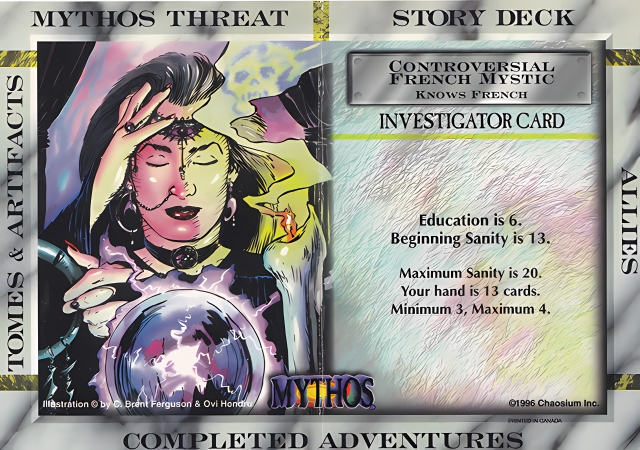 MYTHOS THREAT
STORY DECK
TOMES & ARTIFACTS
CONTROVERSIAL
FRENCH MYSTIC
KNOWS FRENCH
INVESTIGATOR CARD
Education is 6.
Beginning Sanity is 13.
Maximum Sanity is 20.
Your hand is 13 cards.
Minimum 3, Maximum 4.
ALLIES
Illustration © by C. Brent Ferguson & Ovi Hondru
MYTHOS
©1996 Chaosium Inc.
PRINTED IN CANADA
COMPLETED ADVENTURES